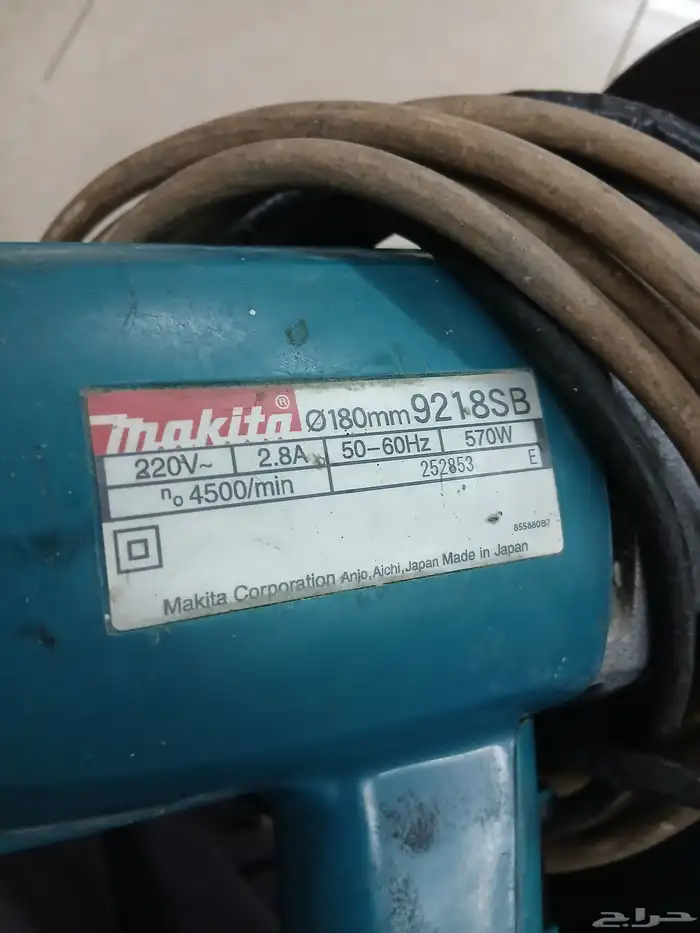 makita® Ø180mm 9218SB
220V~ 2.8A 50-60Hz 570W
n₀ 4500/min 252853 E
855880B7
Makita Corporation Anjo, Aichi, Japan Made in Japan
حراج